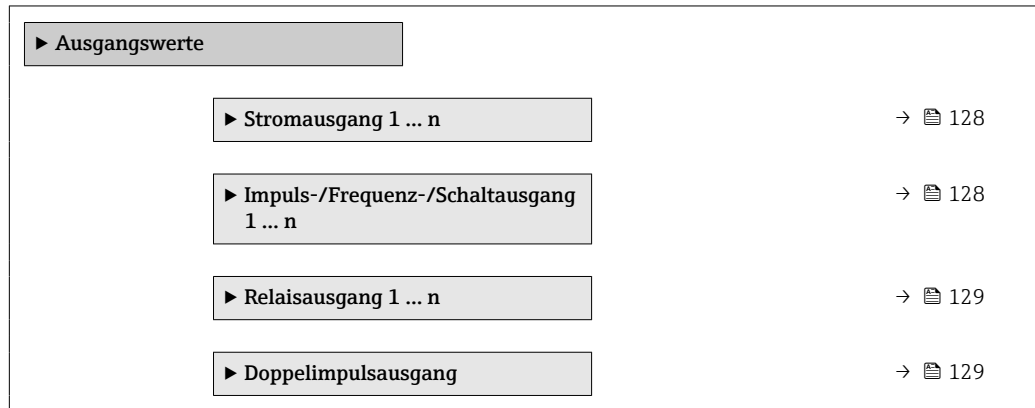 ▶ Ausgangswerte
▶ Stromausgang 1 ... n → 128
▶ Impuls-/Frequenz-/Schaltausgang → 128
1 ... n
▶ Relaisausgang 1 ... n → 129
▶ Doppelimpulsausgang → 129